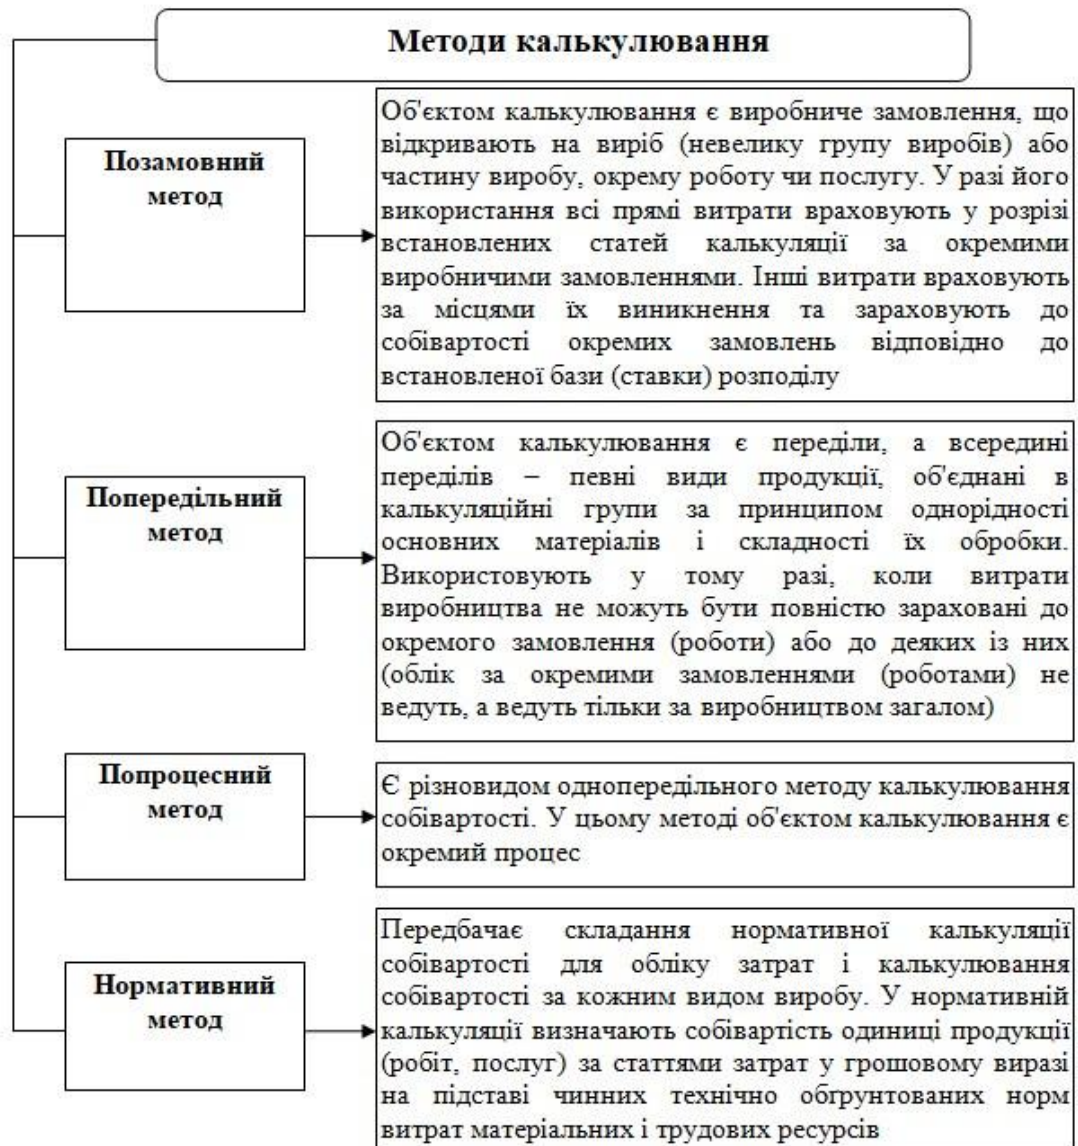 Методи калькулювання
Позамовний
метод
Об'єктом калькулювання є виробниче замовлення, що
відкривають на виріб (невелику групу виробів) або
частину виробу, окрему роботу чи послугу. У разі його
використання всі прямі витрати враховують у розрізі
встановлених статей калькуляції за окремими
виробничими замовленнями. Інші витрати враховують
за місцями їх виникнення та зараховують до
собівартості окремих замовлень відповідно до
встановленої бази (ставки) розподілу
Попередільний
метод
Об'єктом калькулювання є переділи, а всередині
переділів – певні види продукції, об'єднані в
калькуляційні групи за принципом однорідності
основних матеріалів і складності їх обробки.
Використовують у тому разі, коли витрати
виробництва не можуть бути повністю зараховані до
окремого замовлення (роботи) або до деяких із них
(облік за окремими замовленнями (роботами) не
ведуть, а ведуть тільки за виробництвом загалом)
Попроцесний
метод
Є різновидом однопередільного методу калькулювання
собівартості. У цьому методі об'єктом калькулювання є
окремий процес
Нормативний
метод
Передбачає складання нормативної калькуляції
собівартості для обліку затрат і калькулювання
собівартості за кожним видом виробу. У нормативній
калькуляції визначають собівартість одиниці продукції
(робіт, послуг) за статтями затрат у грошовому виразі
на підставі чинних технічно обґрунтованих норм
витрат матеріальних і трудових ресурсів